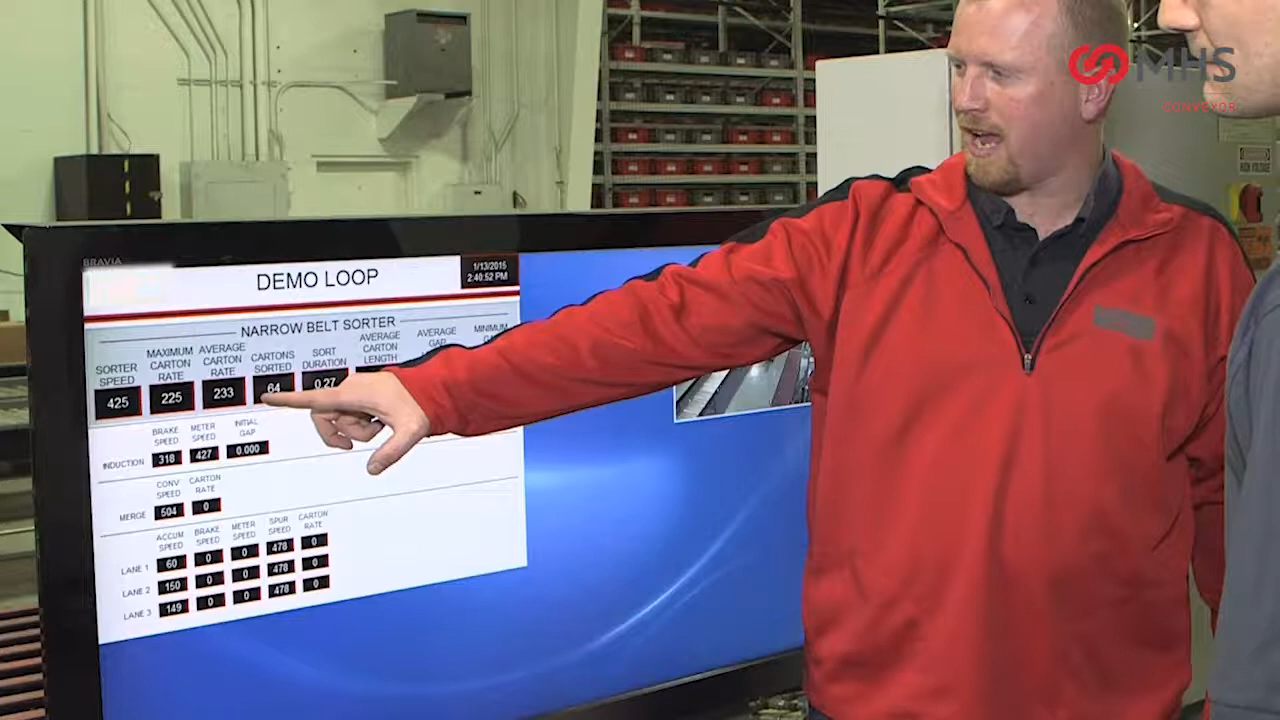 MHS
CONVEYOR
HIGH VOLTAGE
BRAVIA
DEMO LOOP
1/13/2015
2:40:52 PM
NARROW BELT SORTER
SORTER SPEED
MAXIMUM CARTON RATE
AVERAGE CARTON RATE
CARTONS SORTED
SORT DURATION
AVERAGE CARTON LENGTH
AVERAGE GAP
MINIMUM
425 225 233 64 0.27
BRAKE SPEED METER SPEED INITIAL GAP
INDUCTION 318 427 0.000
CONV SPEED CARTON RATE
MERGE 504 0
ACCUM SPEED BRAKE SPEED METER SPEED SPUR SPEED CARTON RATE
LANE 1 60 0 0 478 0
LANE 2 150 0 0 478 0
LANE 3 149 0 0 478 0